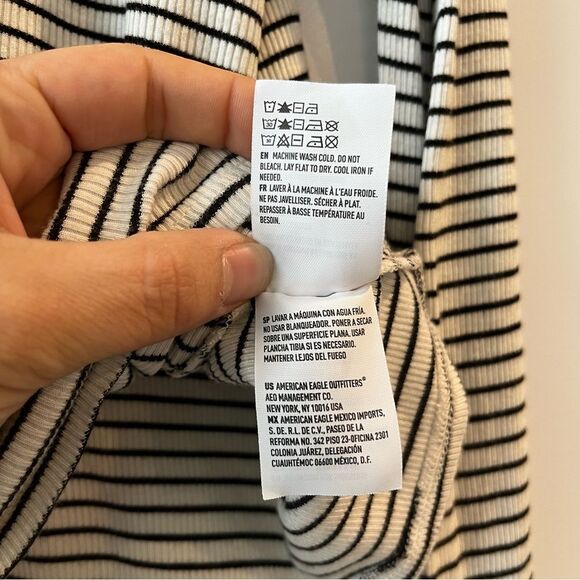 EN MACHINE WASH COLD. DO NOT
BLEACH. LAY FLAT TO DRY. COOL IRON IF
NEEDED.
FR LAVER À LA MACHINE À L'EAU FROIDE.
NE PAS JAVELLISER. SÉCHER À PLAT.
REPASSER À BASSE TEMPÉRATURE AU
BESOIN.
SP LAVAR A MÁQUINA CON AGUA FRÍA.
NO USAR BLANQUEADOR. PONER A SECAR
SOBRE UNA SUPERFICIE PLANA. USAR
PLANCHA TIBIA SI ES NECESARIO.
MANTENER LEJOS DEL FUEGO
US AMERICAN EAGLE OUTFITTERS®
AEO MANAGEMENT CO.
NEW YORK, NY 10016 USA
MX AMERICAN EAGLE MEXICO IMPORTS,
S. DE. R.L. DE C.V., PASEO DE LA
REFORMA NO. 342 PISO 23-OFICINA 2301
COLONIA JUÁREZ, DELEGACIÓN
CUAUHTÉMOC 06600 MÉXICO, D.F.